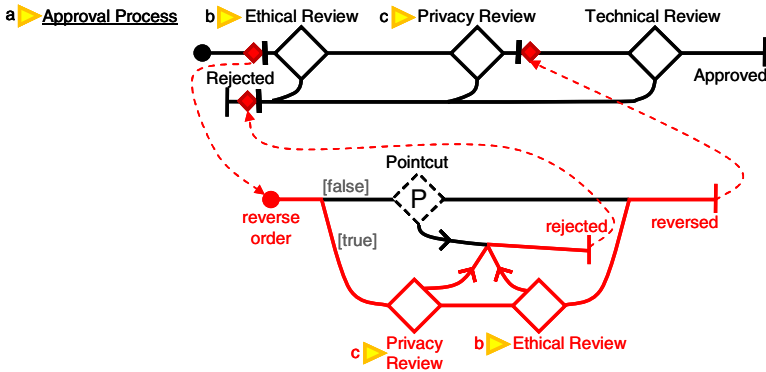 a Approval Process
b Ethical Review
c Privacy Review
Technical Review
Rejected
Approved
Pointcut
[false]
P
reverse
order
rejected
reversed
[true]
c Privacy
Review
b Ethical Review